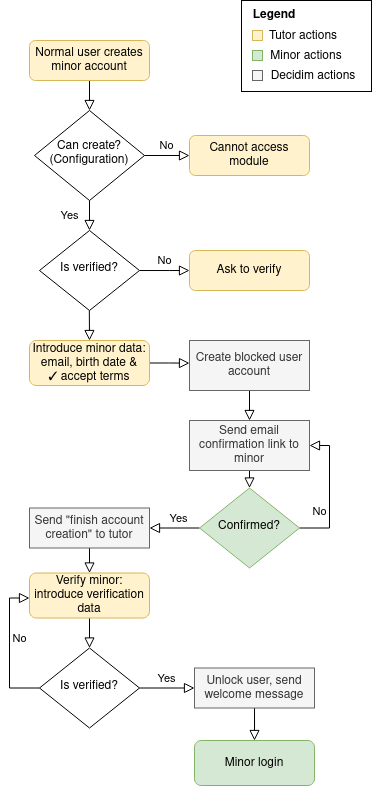 Legend
Tutor actions
Minor actions
Decidim actions
Normal user creates
minor account
Can create?
(Configuration)
No
Cannot access
module
Yes
Is verified?
No
Ask to verify
Introduce minor data:
email, birth date &
✓ accept terms
Create blocked user
account
Send email
confirmation link to
minor
Confirmed?
No
Yes
Send "finish account
creation" to tutor
Verify minor:
introduce verification
data
No
Is verified?
Yes
Unlock user, send
welcome message
Minor login